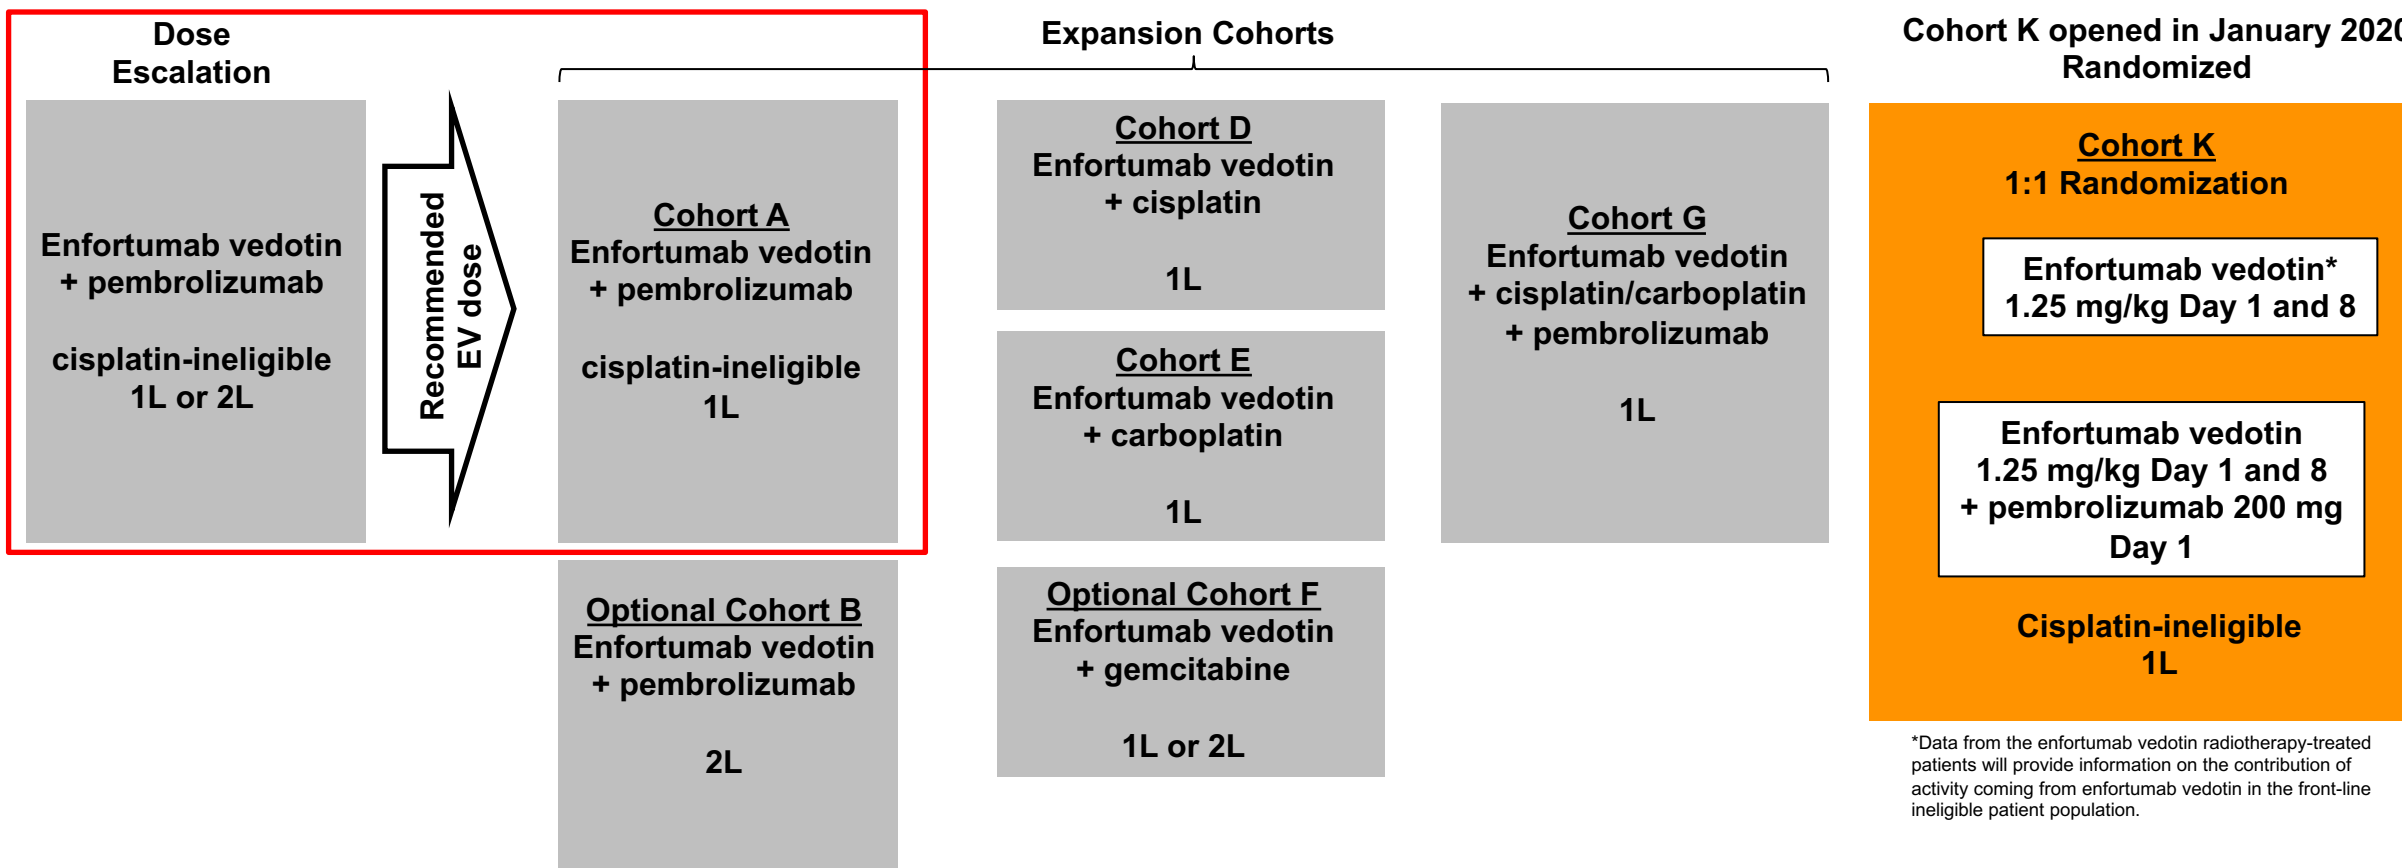 Dose
Escalation
Enfortumab vedotin
+ pembrolizumab
cisplatin-ineligible
1L or 2L
Recommended
EV dose
Expansion Cohorts
Cohort A
Enfortumab vedotin
+ pembrolizumab
cisplatin-ineligible
1L
Optional Cohort B
Enfortumab vedotin
+ pembrolizumab
2L
Cohort D
Enfortumab vedotin
+ cisplatin
1L
Cohort E
Enfortumab vedotin
+ carboplatin
1L
Optional Cohort F
Enfortumab vedotin
+ gemcitabine
1L or 2L
Cohort G
Enfortumab vedotin
+ cisplatin/carboplatin
+ pembrolizumab
1L
Cohort K opened in January 2020
Randomized
Cohort K
1:1 Randomization
Enfortumab vedotin*
1.25 mg/kg Day 1 and 8
Enfortumab vedotin
1.25 mg/kg Day 1 and 8
+ pembrolizumab 200 mg
Day 1
Cisplatin-ineligible
1L
*Data from the enfortumab vedotin radiotherapy-treated
patients will provide information on the contribution of
activity coming from enfortumab vedotin in the front-line
ineligible patient population.